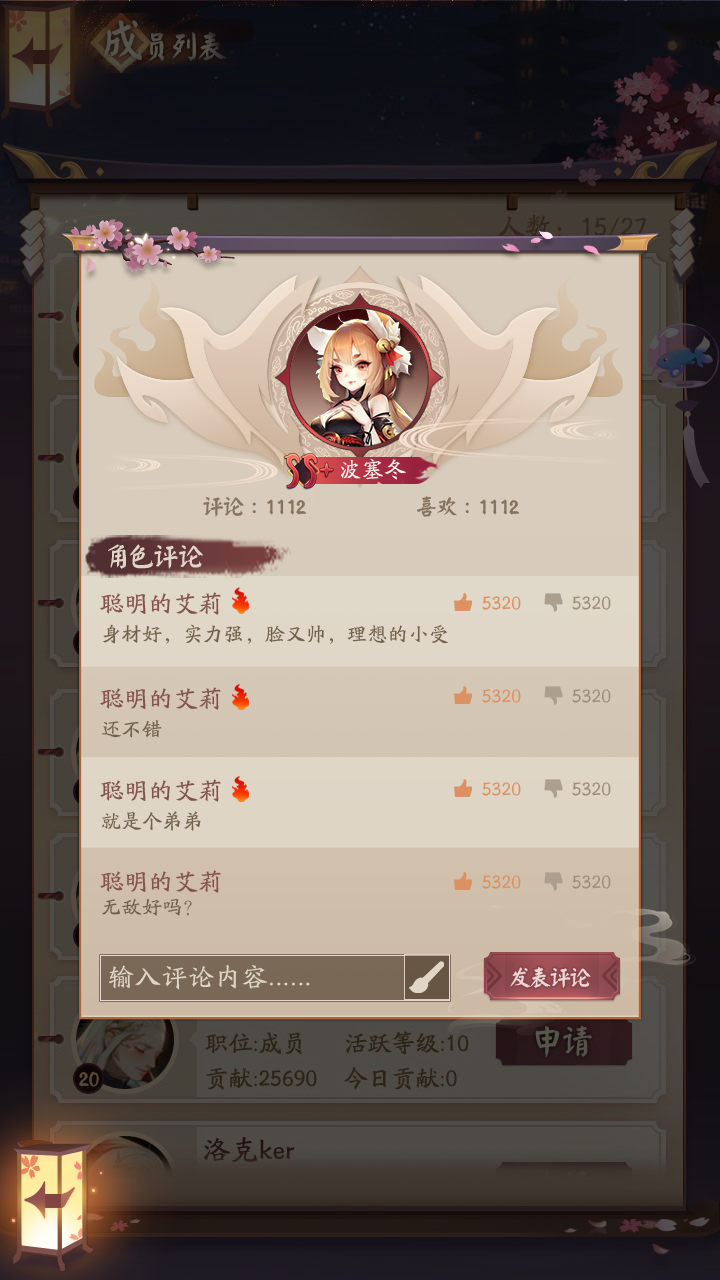 成员列表
人数: 15/27
SS 波塞冬
评论：1112 喜欢：1112
角色评论
聪明的艾莉 5320 5320
身材好，实力强，脸又帅，理想的小受
聪明的艾莉 5320 5320
还不错
聪明的艾莉 5320 5320
就是个弟弟
聪明的艾莉 5320 5320
无敌好吗?
输入评论内容...... 发表评论
职位:成员 活跃等级:10 申请
20 贡献:25690 今日贡献:0
洛克ker